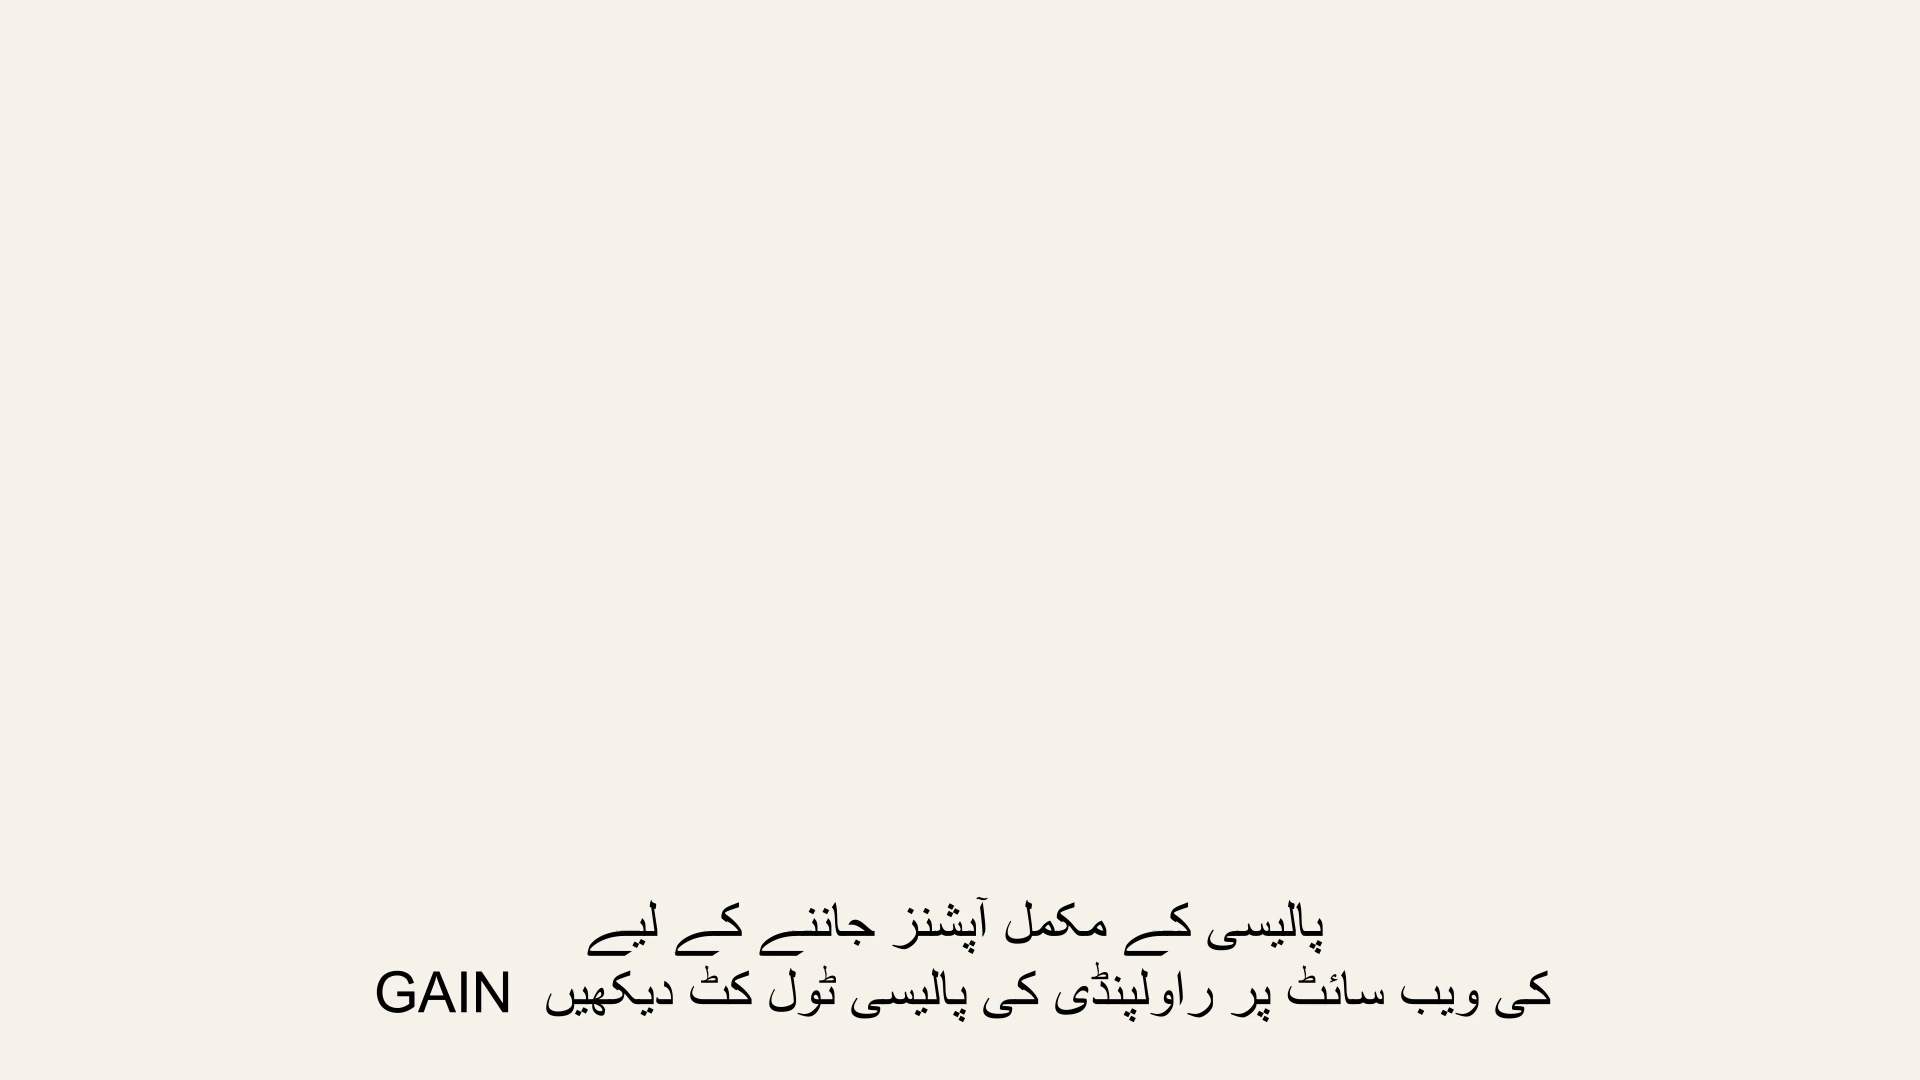 پالیسی کے مکمل آپشنز جاننے کے لیے
کی ویب سائٹ پر راولپنڈی کی پالیسی ٹول کٹ دیکھیں GAIN